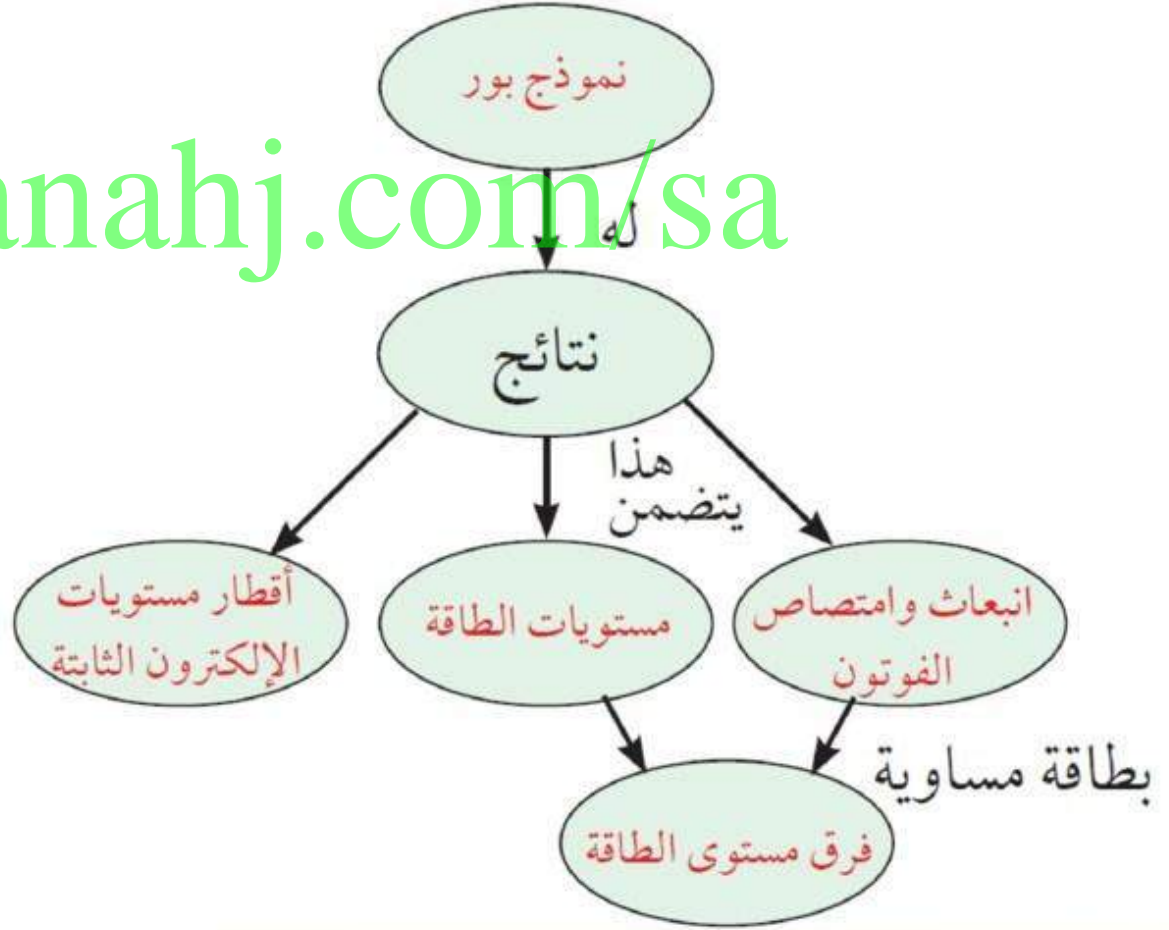 نموذج بور
anahj.com/sa
له
نتائج
هذا
يتضمن
انبعاث وامتصاص
الفوتون
مستويات الطاقة
أقطار مستويات
الإلكترون الثابتة
بطاقة مساوية
فرق مستوى الطاقة